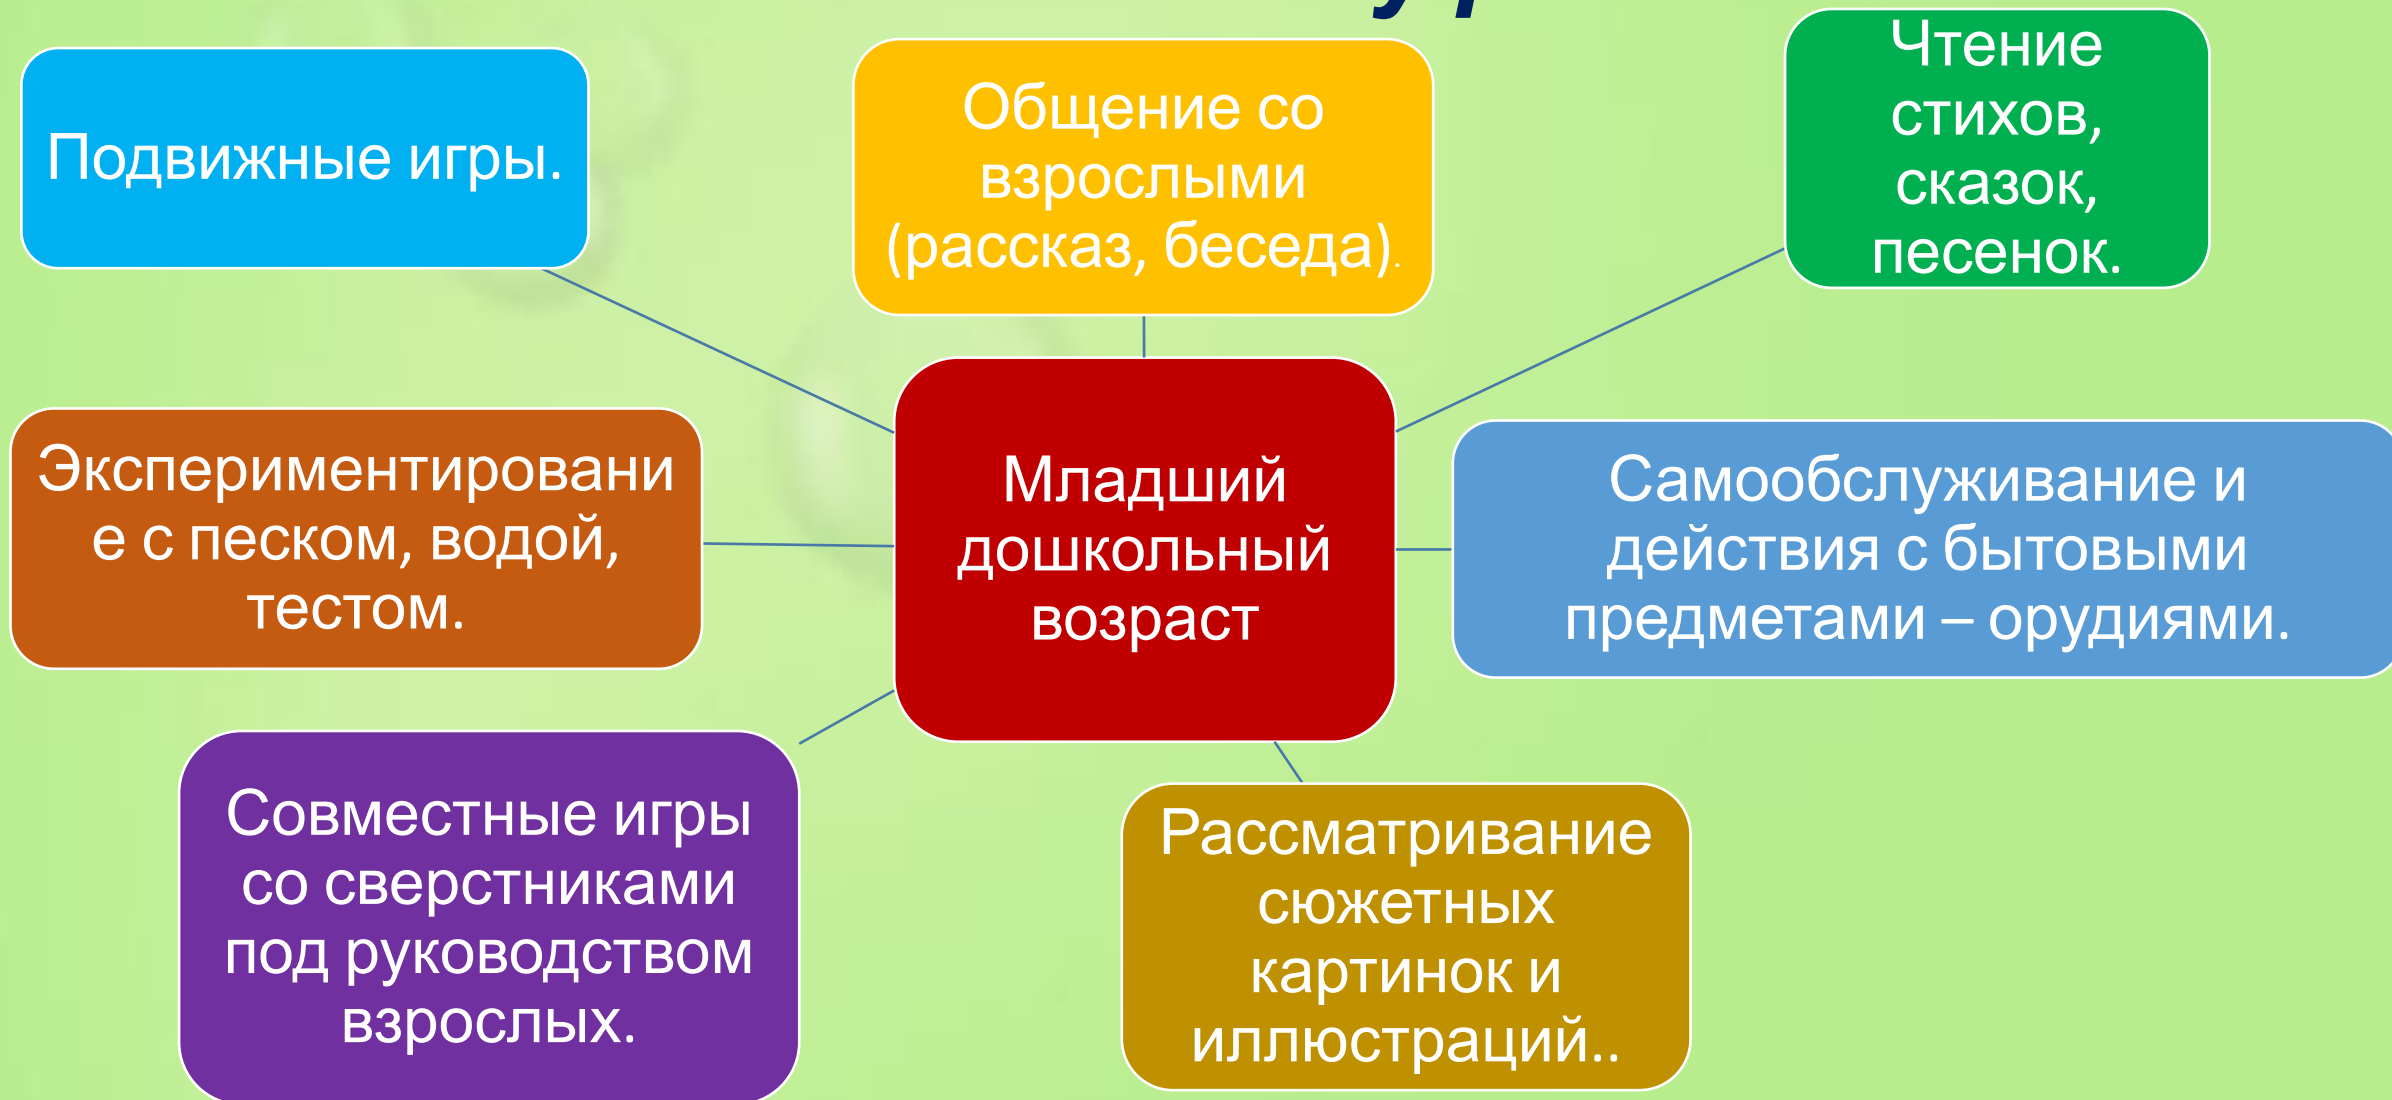 Подвижные игры.
Общение со
взрослыми
(рассказ, беседа).
Чтение
стихов,
сказок,
песенок.
Экспериментировани
е с песком, водой,
тестом.
Младший
дошкольный
возраст
Самообслуживание и
действия с бытовыми
предметами – орудиями.
Совместные игры
со сверстниками
под руководством
взрослых.
Рассматривание
сюжетных
картинок и
иллюстраций..